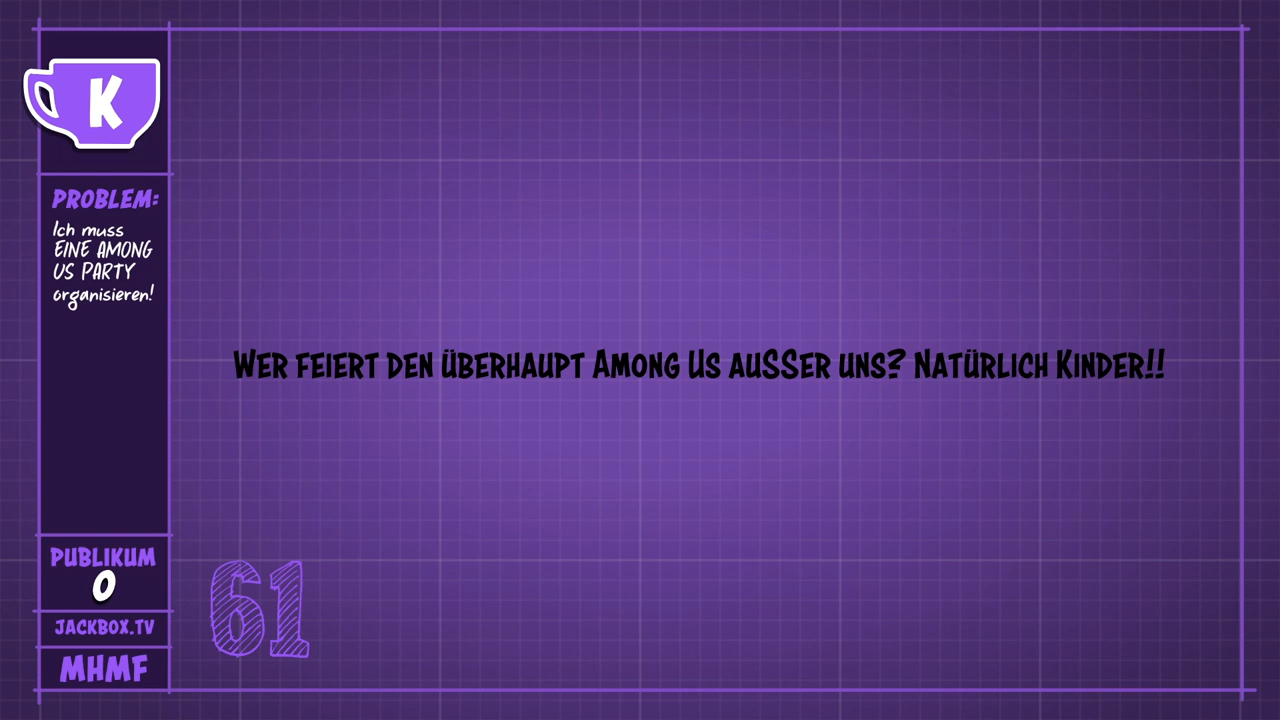 K
PROBLEM:
Ich muss
EINE AMONG
US PARTY
organisieren!
Wer feiert den überhaupt Among Us auSSer uns? Natürlich Kinder!!
61
PUBLIKUM
0
JACKBOX.TV
MHMF